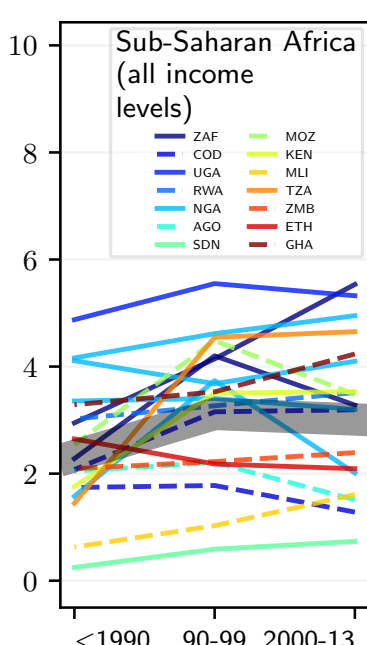 Sub-Saharan Africa
(all income
levels)
ZAF MOZ
COD KEN
UGA MLI
RWA TZA
NGA ZMB
AGO ETH
SDN GHA
10
8
6
4
2
0
<1990 90-99 2000-13